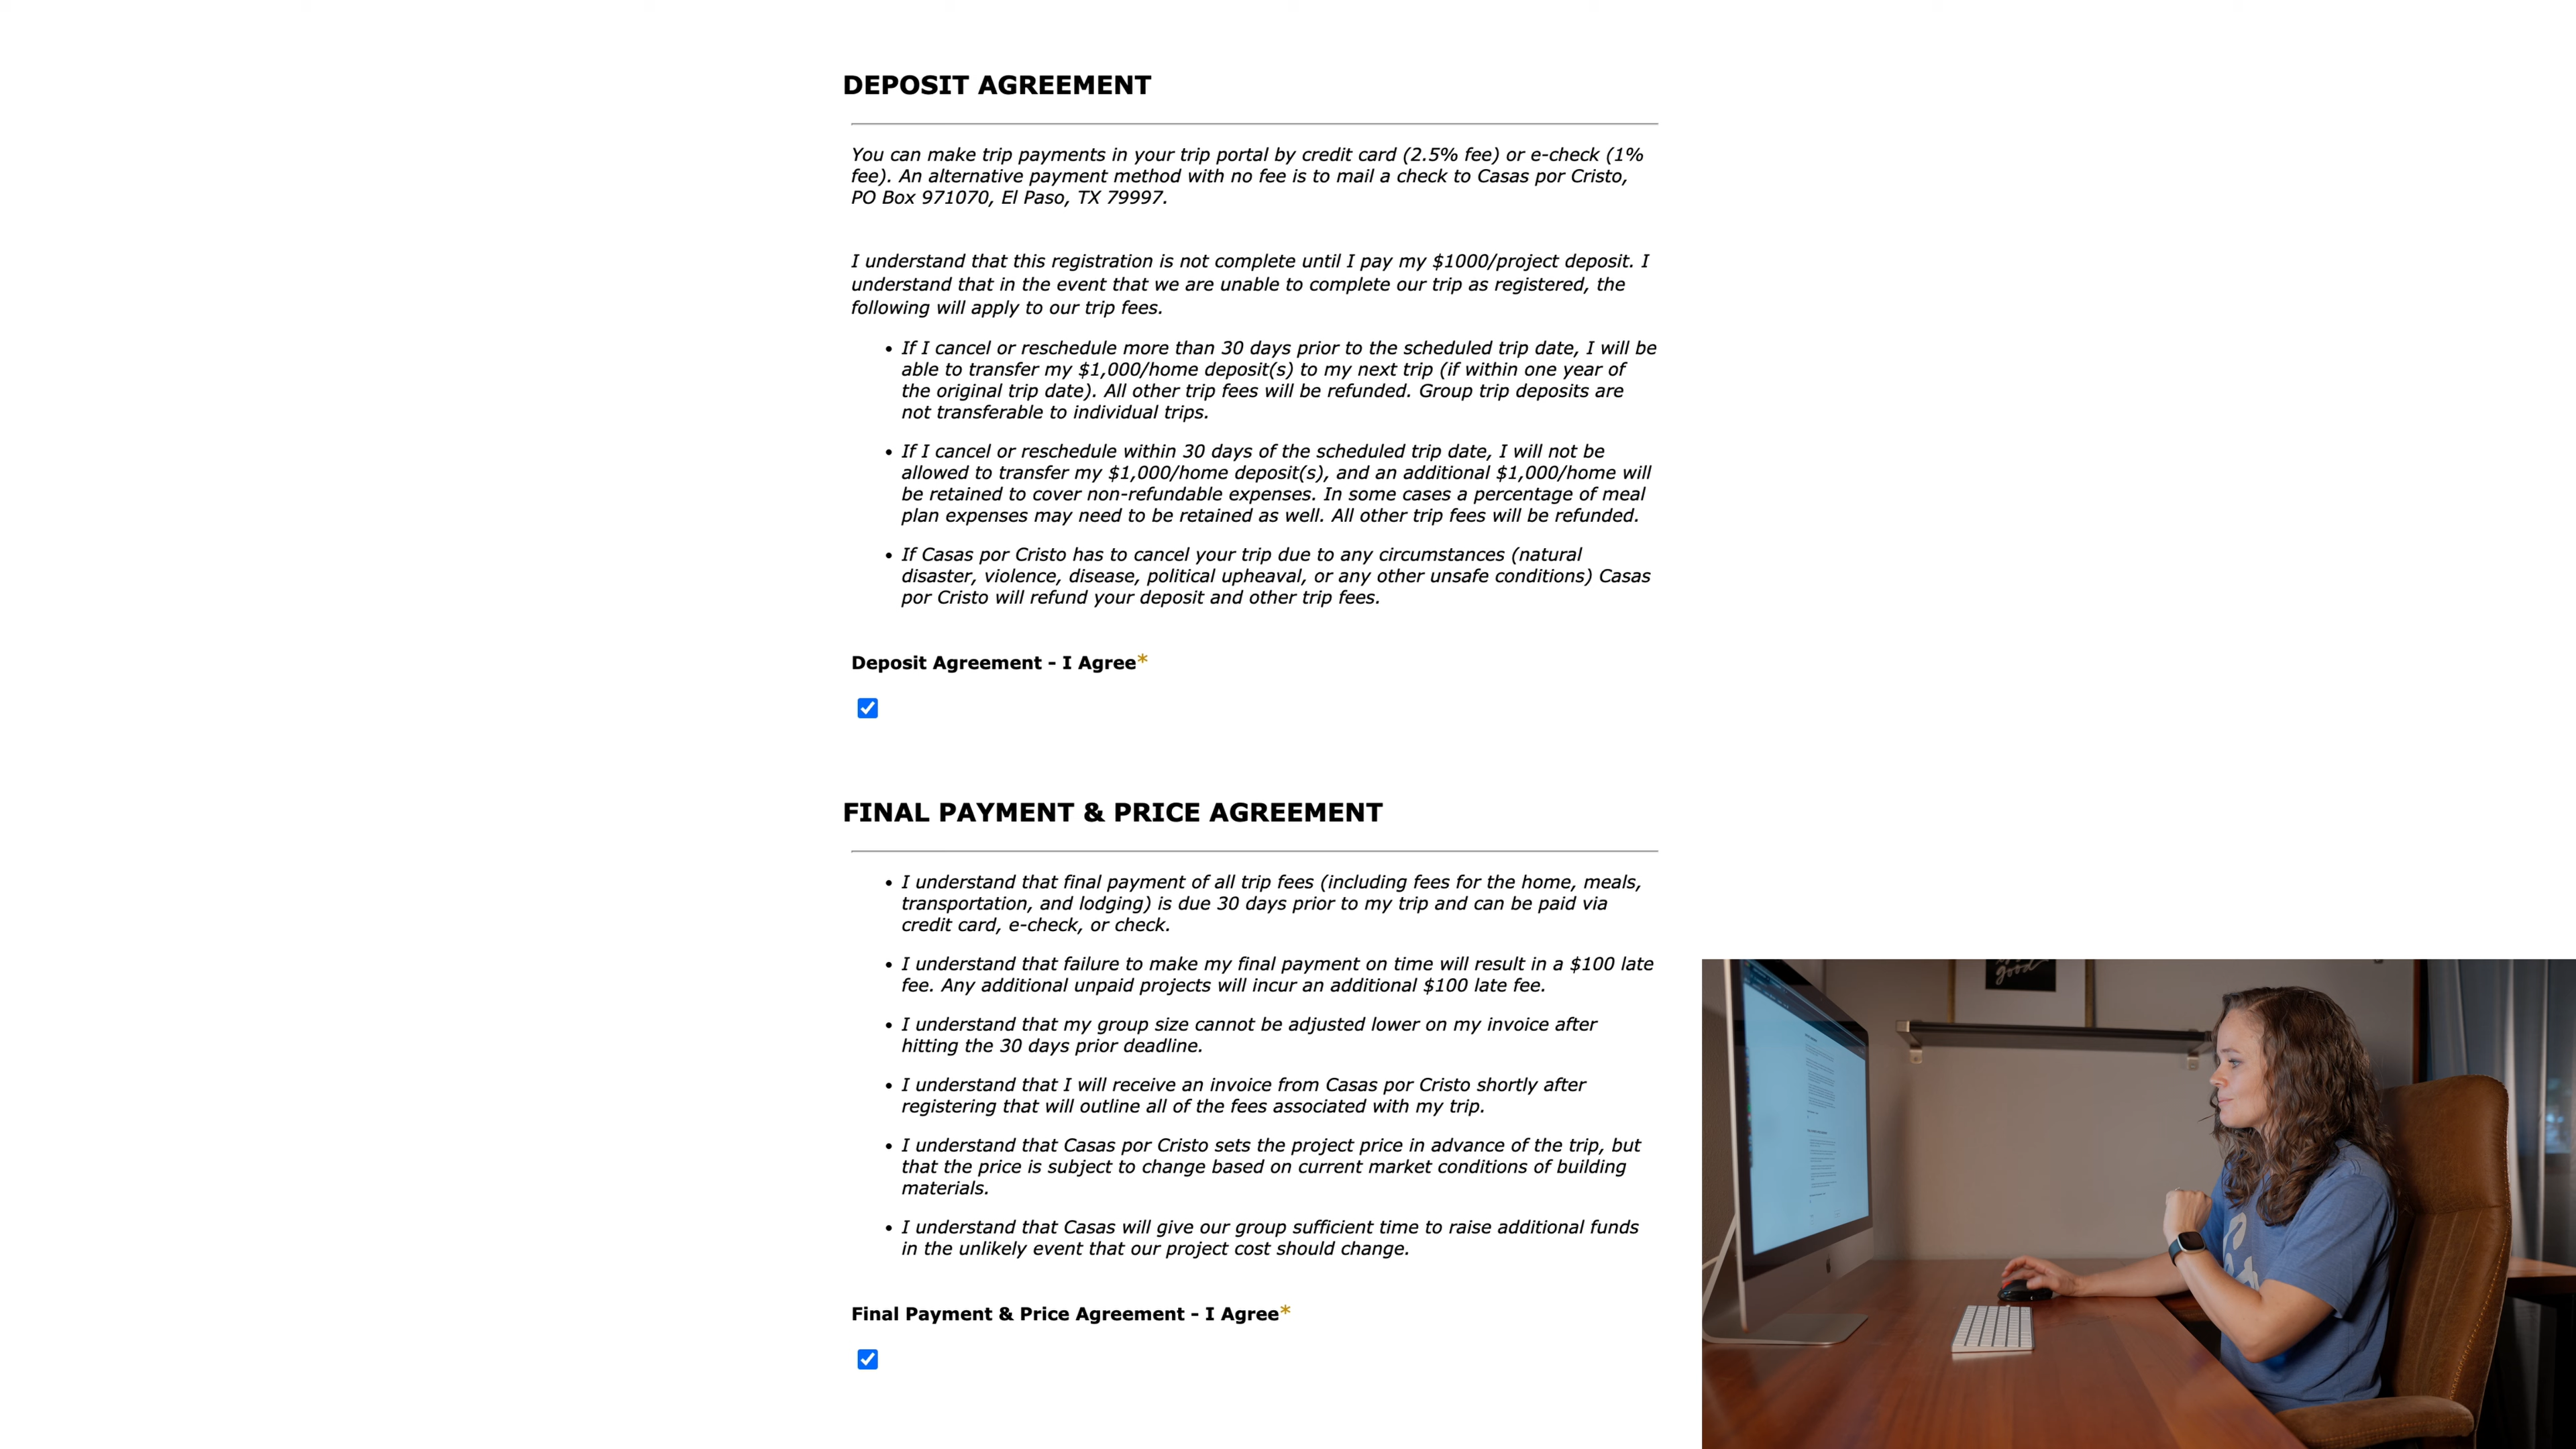 DEPOSIT AGREEMENT
You can make trip payments in your trip portal by credit card (2.5% fee) or e-check (1%
fee). An alternative payment method with no fee is to mail a check to Casas por Cristo,
PO Box 971070, El Paso, TX 79997.
I understand that this registration is not complete until I pay my $1000/project deposit. I
understand that in the event that we are unable to complete our trip as registered, the
following will apply to our trip fees.
• If I cancel or reschedule more than 30 days prior to the scheduled trip date, I will be
able to transfer my $1,000/home deposit(s) to my next trip (if within one year of
the original trip date). All other trip fees will be refunded. Group trip deposits are
not transferable to individual trips.
• If I cancel or reschedule within 30 days of the scheduled trip date, I will not be
allowed to transfer my $1,000/home deposit(s), and an additional $1,000/home will
be retained to cover non-refundable expenses. In some cases a percentage of meal
plan expenses may need to be retained as well. All other trip fees will be refunded.
• If Casas por Cristo has to cancel your trip due to any circumstances (natural
disaster, violence, disease, political upheaval, or any other unsafe conditions) Casas
por Cristo will refund your deposit and other trip fees.
Deposit Agreement - I Agree*
FINAL PAYMENT & PRICE AGREEMENT
• I understand that final payment of all trip fees (including fees for the home, meals,
transportation, and lodging) is due 30 days prior to my trip and can be paid via
credit card, e-check, or check.
• I understand that failure to make my final payment on time will result in a $100 late
fee. Any additional unpaid projects will incur an additional $100 late fee.
• I understand that my group size cannot be adjusted lower on my invoice after
hitting the 30 days prior deadline.
• I understand that I will receive an invoice from Casas por Cristo shortly after
registering that will outline all of the fees associated with my trip.
• I understand that Casas por Cristo sets the project price in advance of the trip, but
that the price is subject to change based on current market conditions of building
materials.
• I understand that Casas will give our group sufficient time to raise additional funds
in the unlikely event that our project cost should change.
Final Payment & Price Agreement - I Agree*
good